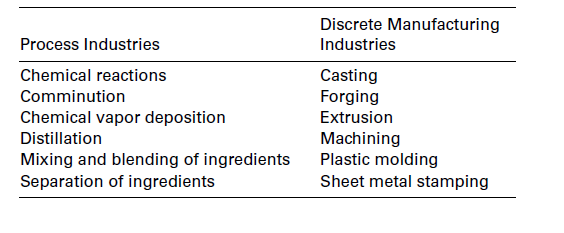 Process Industries Discrete Manufacturing Industries
Chemical reactions Casting
Comminution Forging
Chemical vapor deposition Extrusion
Distillation Machining
Mixing and blending of ingredients Plastic molding
Separation of ingredients Sheet metal stamping